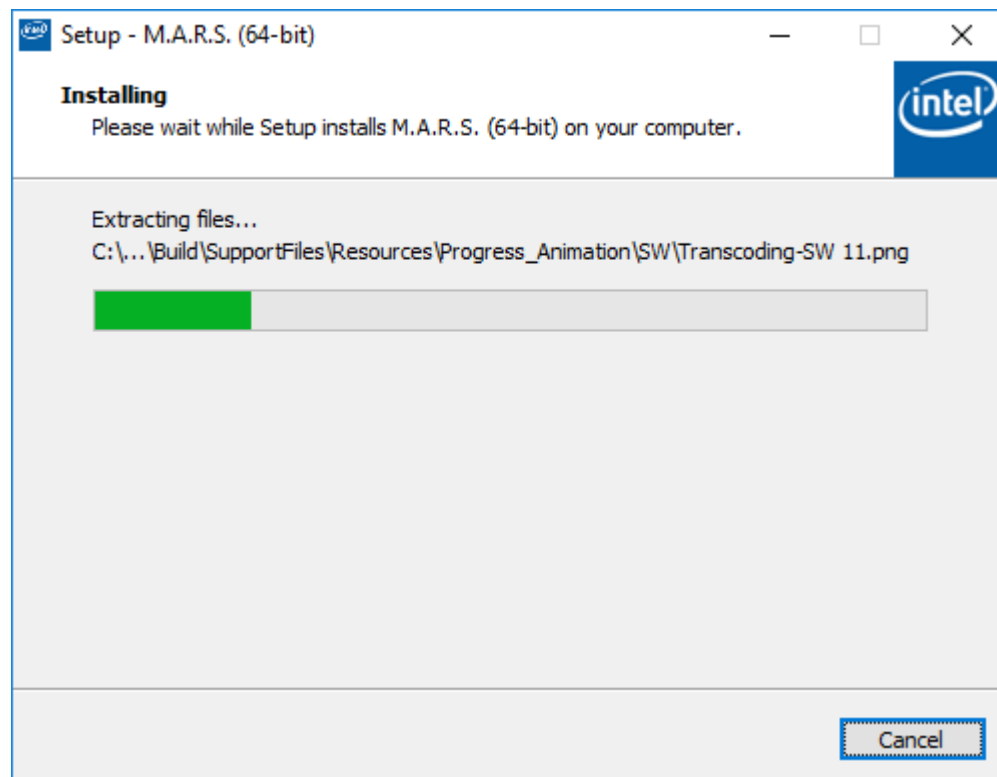 Setup - M.A.R.S. (64-bit)
Installing
Please wait while Setup installs M.A.R.S. (64-bit) on your computer.
intel
Extracting files...
C:\...\Build\SupportFiles\Resources\Progress_Animation\SW\Transcoding-SW 11.png
Cancel